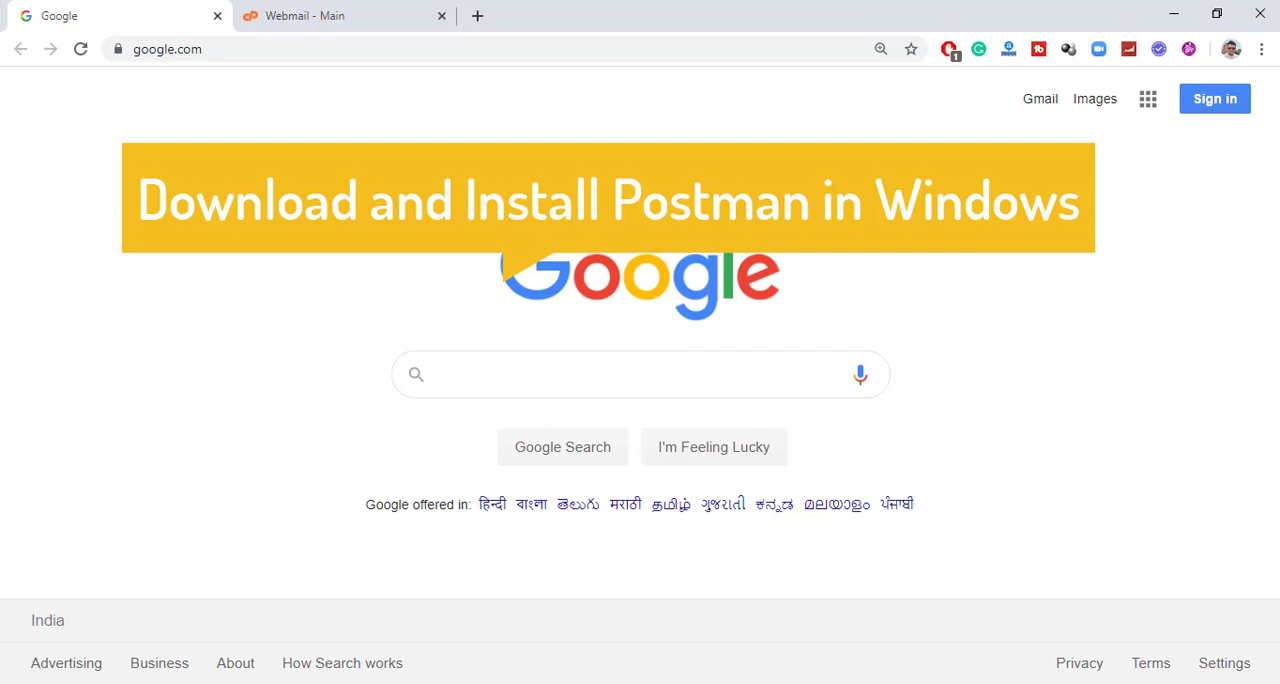 Google
Webmail - Main
google.com
1
Gmail Images Sign in
Download and Install Postman in Windows
Google
Google Search I'm Feeling Lucky
Google offered in: हिन्दी বাংলা తెలుగు मराठी தமிழ் ગુજરાતી ಕನ್ನಡ മലയാളം ਪੰਜਾਬੀ
India
Advertising Business About How Search works Privacy Terms Settings